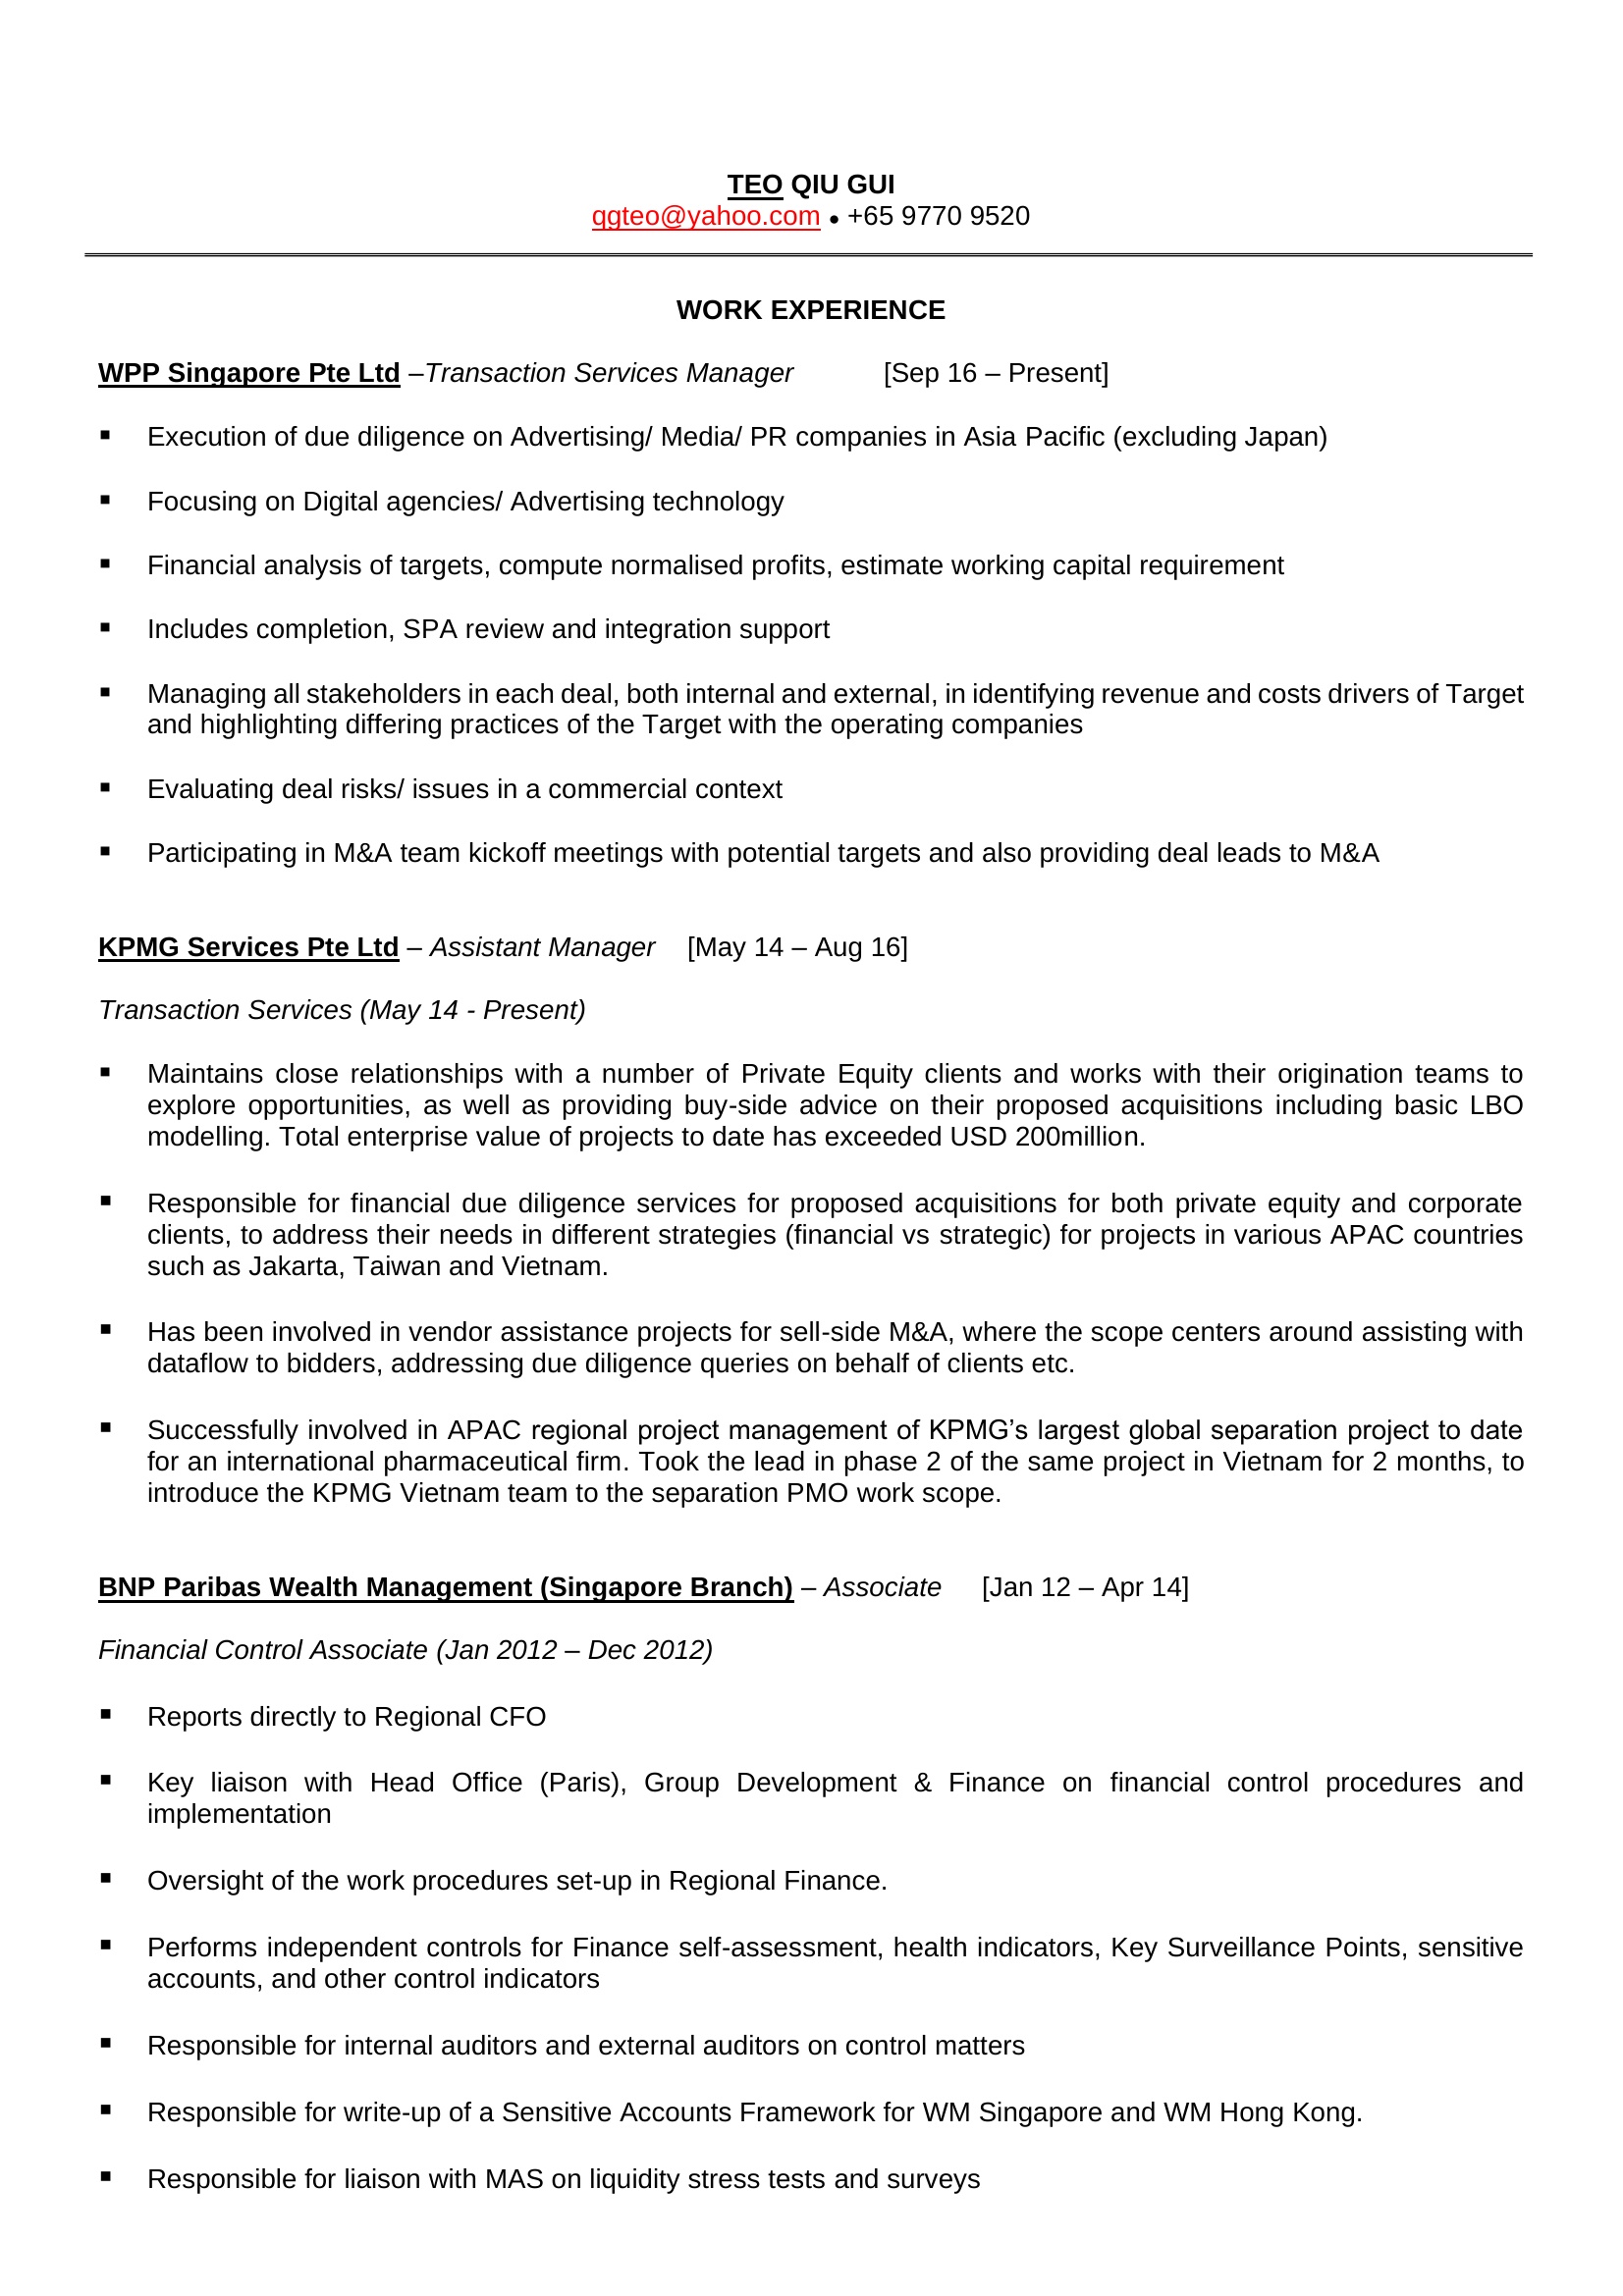 TEO QIU GUI
qgteo@yahoo.com ● +65 9770 9520
WORK EXPERIENCE
WPP Singapore Pte Ltd –Transaction Services Manager [Sep 16 – Present]
▪ Execution of due diligence on Advertising/ Media/ PR companies in Asia Pacific (excluding Japan)
▪ Focusing on Digital agencies/ Advertising technology
▪ Financial analysis of targets, compute normalised profits, estimate working capital requirement
▪ Includes completion, SPA review and integration support
▪ Managing all stakeholders in each deal, both internal and external, in identifying revenue and costs drivers of Target
and highlighting differing practices of the Target with the operating companies
▪ Evaluating deal risks/ issues in a commercial context
▪ Participating in M&A team kickoff meetings with potential targets and also providing deal leads to M&A
KPMG Services Pte Ltd – Assistant Manager [May 14 – Aug 16]
Transaction Services (May 14 - Present)
▪ Maintains close relationships with a number of Private Equity clients and works with their origination teams to
explore opportunities, as well as providing buy-side advice on their proposed acquisitions including basic LBO
modelling. Total enterprise value of projects to date has exceeded USD 200million.
▪ Responsible for financial due diligence services for proposed acquisitions for both private equity and corporate
clients, to address their needs in different strategies (financial vs strategic) for projects in various APAC countries
such as Jakarta, Taiwan and Vietnam.
▪ Has been involved in vendor assistance projects for sell-side M&A, where the scope centers around assisting with
dataflow to bidders, addressing due diligence queries on behalf of clients etc.
▪ Successfully involved in APAC regional project management of KPMG’s largest global separation project to date
for an international pharmaceutical firm. Took the lead in phase 2 of the same project in Vietnam for 2 months, to
introduce the KPMG Vietnam team to the separation PMO work scope.
BNP Paribas Wealth Management (Singapore Branch) – Associate [Jan 12 – Apr 14]
Financial Control Associate (Jan 2012 – Dec 2012)
▪ Reports directly to Regional CFO
▪ Key liaison with Head Office (Paris), Group Development & Finance on financial control procedures and
implementation
▪ Oversight of the work procedures set-up in Regional Finance.
▪ Performs independent controls for Finance self-assessment, health indicators, Key Surveillance Points, sensitive
accounts, and other control indicators
▪ Responsible for internal auditors and external auditors on control matters
▪ Responsible for write-up of a Sensitive Accounts Framework for WM Singapore and WM Hong Kong.
▪ Responsible for liaison with MAS on liquidity stress tests and surveys